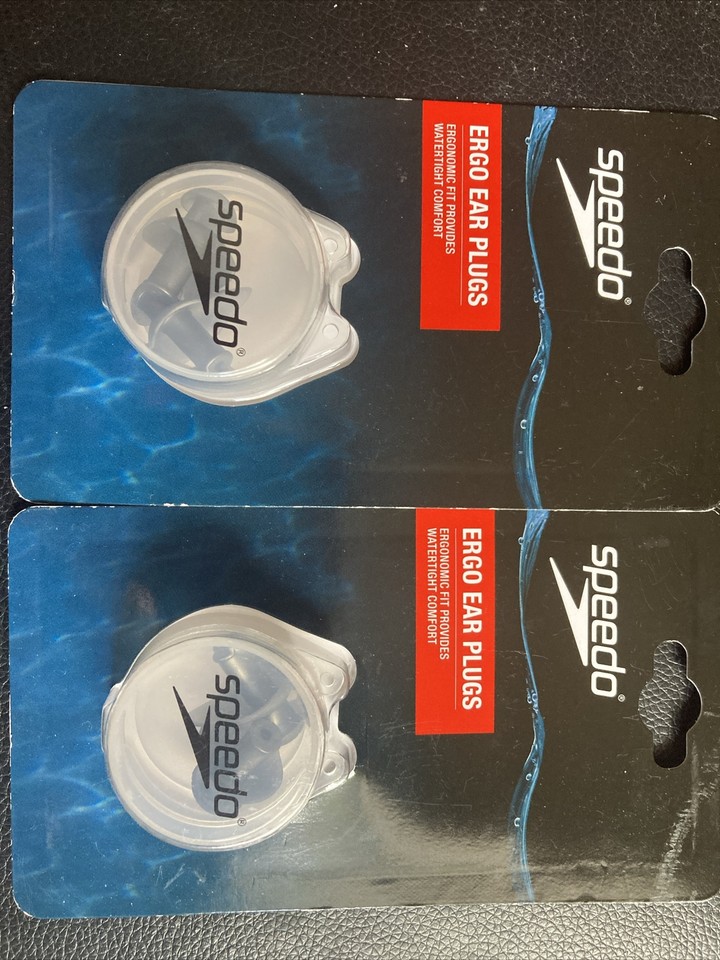 speedo®
ERGO EAR PLUGS
ERGONOMIC FIT PROVIDES
WATERTIGHT COMFORT
speedo®
speedo®
ERGO EAR PLUGS
ERGONOMIC FIT PROVIDES
WATERTIGHT COMFORT
speedo®